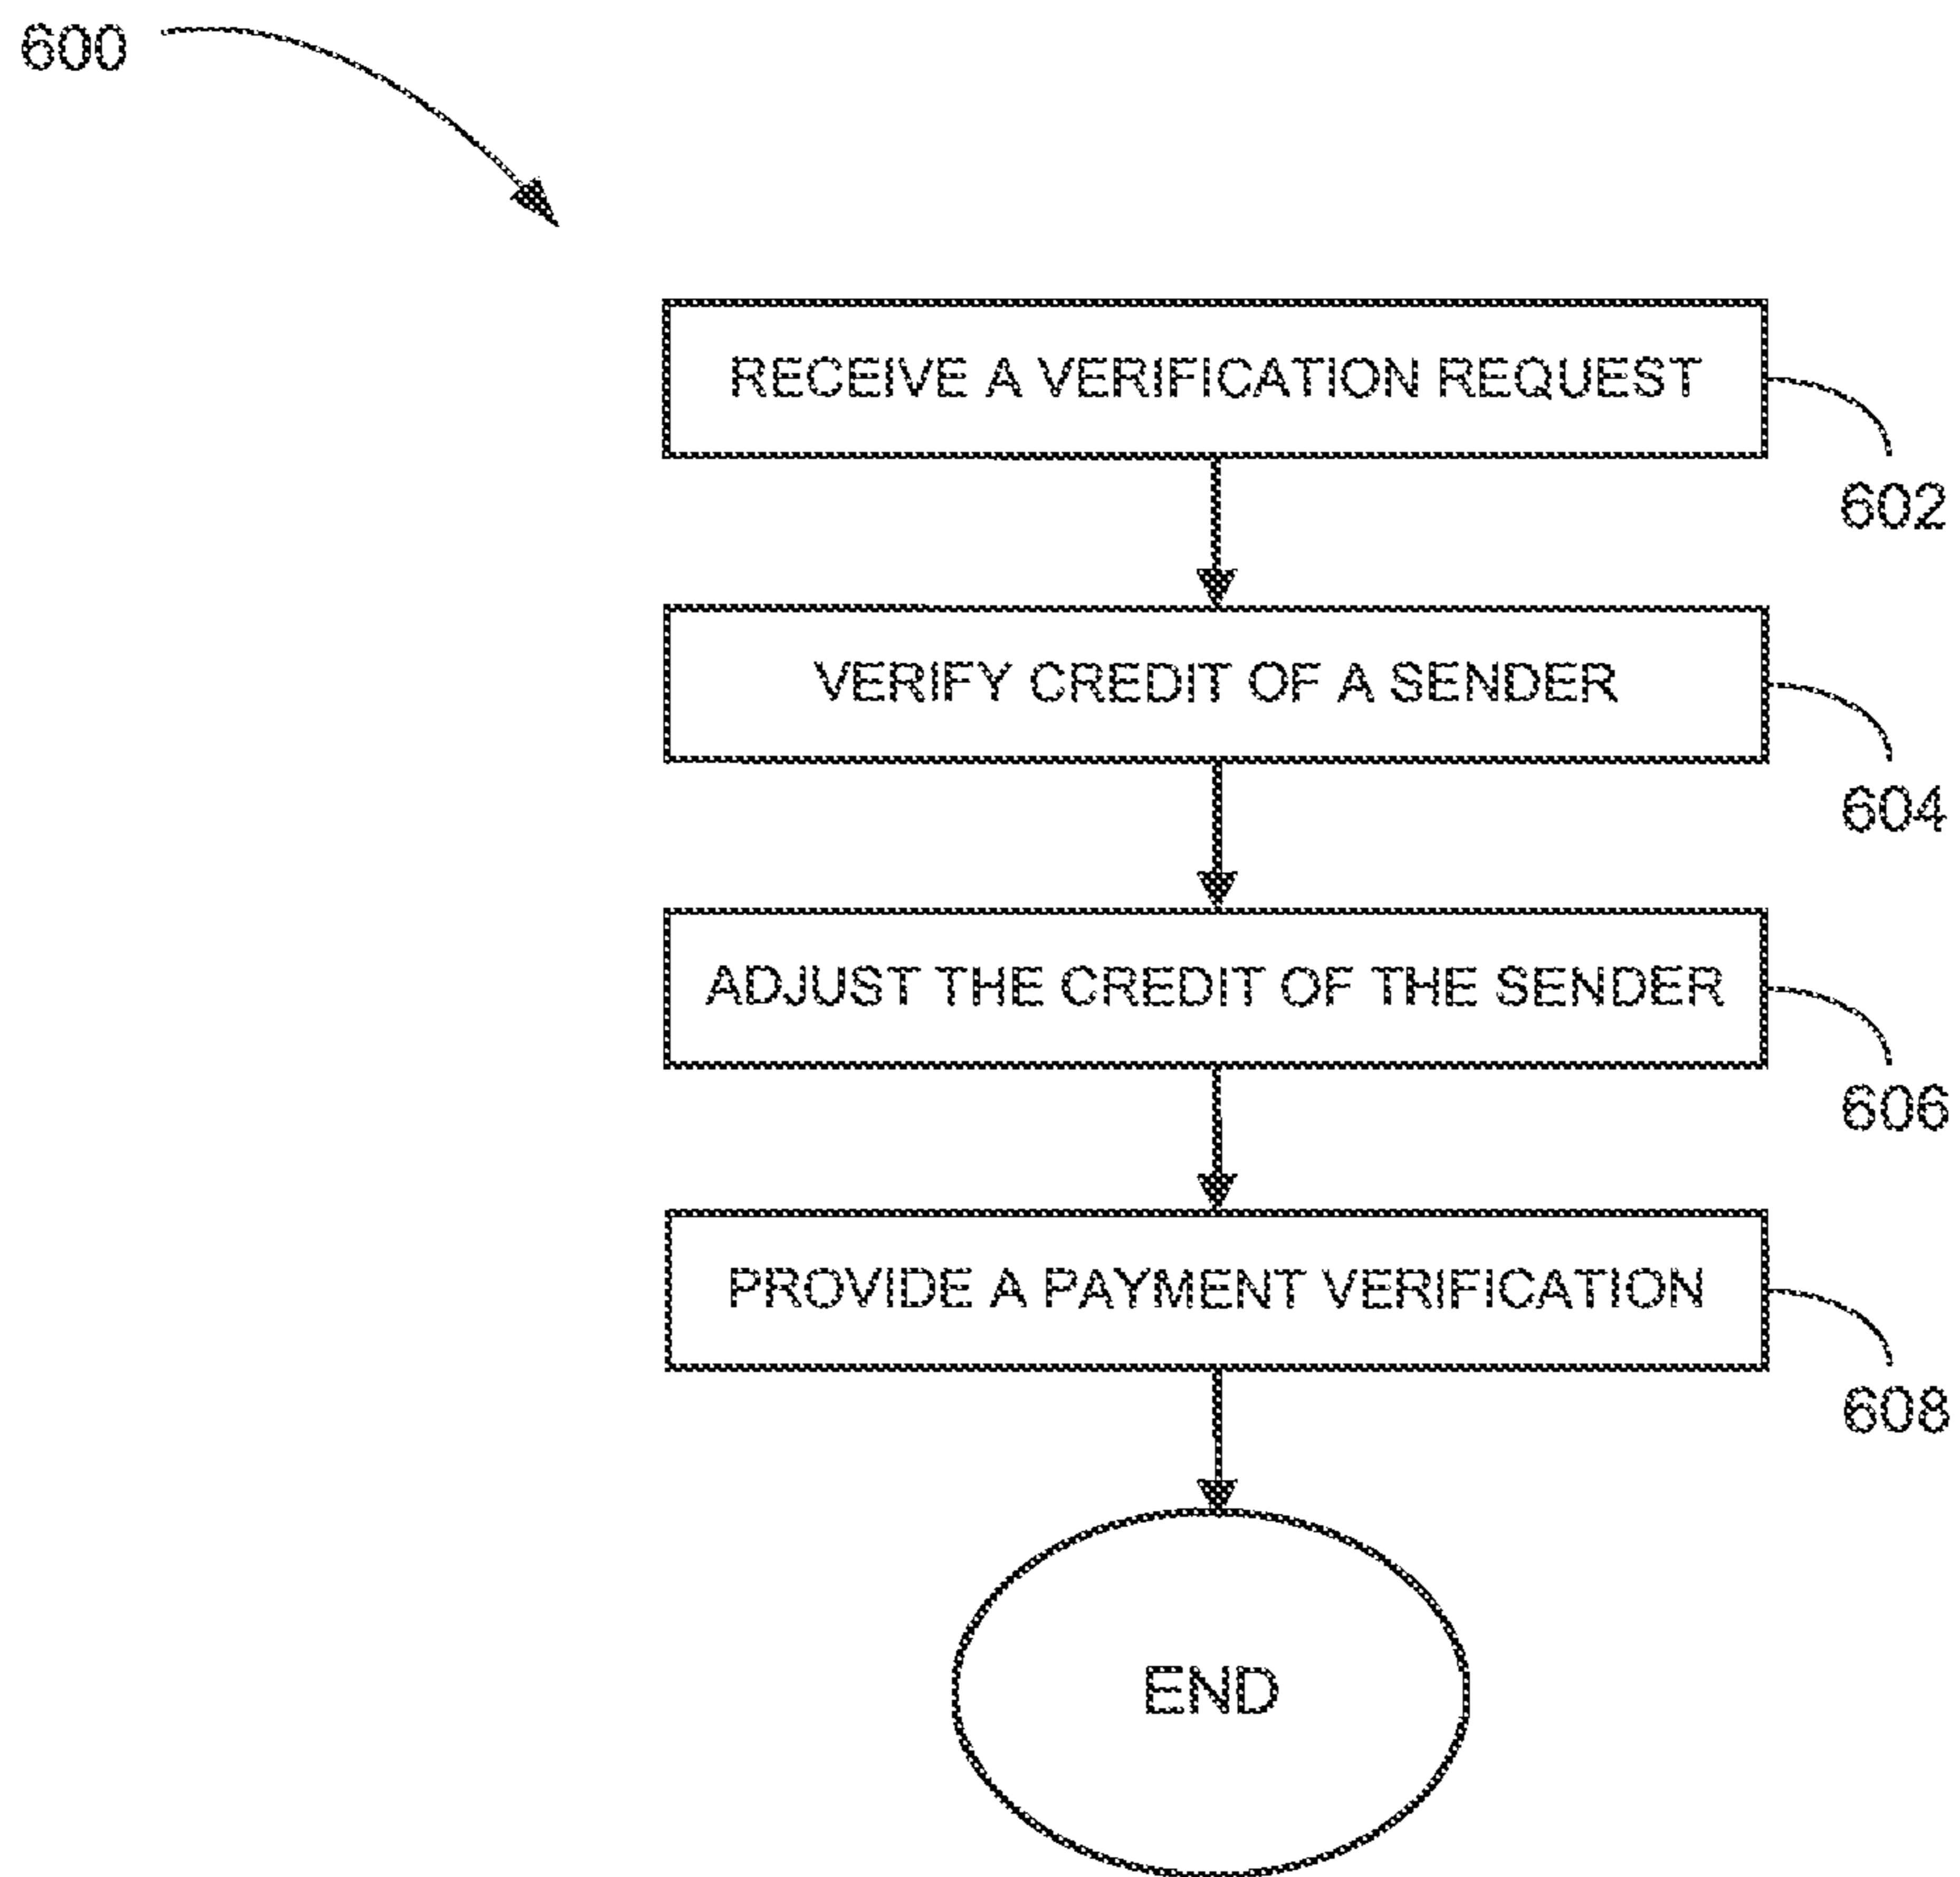 600
RECEIVE A VERIFICATION REQUEST
602
VERIFY CREDIT OF A SENDER
604
ADJUST THE CREDIT OF THE SENDER
606
PROVIDE A PAYMENT VERIFICATION
608
END